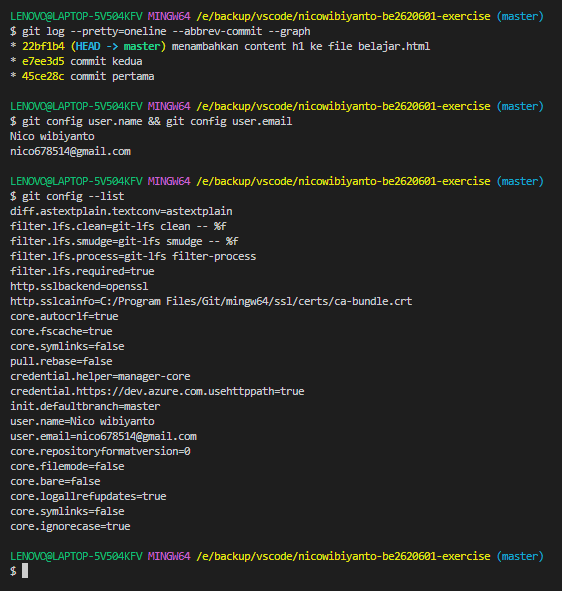 LENOVO@LAPTOP-5V504KFV MINGW64 /e/backup/vscode/nicowibiyanto-be2620601-exercise (master)
$ git log --pretty=oneline --abbrev-commit --graph
* 22bf1b4 (HEAD -> master) menambahkan content h1 ke file belajar.html
* e7ee3d5 commit kedua
* 45ce28c commit pertama
LENOVO@LAPTOP-5V504KFV MINGW64 /e/backup/vscode/nicowibiyanto-be2620601-exercise (master)
$ git config user.name && git config user.email
Nico wibiyanto
nico678514@gmail.com
LENOVO@LAPTOP-5V504KFV MINGW64 /e/backup/vscode/nicowibiyanto-be2620601-exercise (master)
$ git config --list
diff.astextplain.textconv=astextplain
filter.lfs.clean=git-lfs clean -- %f
filter.lfs.smudge=git-lfs smudge -- %f
filter.lfs.process=git-lfs filter-process
filter.lfs.required=true
http.sslbackend=openssl
http.sslcainfo=C:/Program Files/Git/mingw64/ssl/certs/ca-bundle.crt
core.autocrlf=true
core.fscache=true
core.symlinks=false
pull.rebase=false
credential.helper=manager-core
credential.https://dev.azure.com.usehttppath=true
init.defaultbranch=master
user.name=Nico wibiyanto
user.email=nico678514@gmail.com
core.repositoryformatversion=0
core.filemode=false
core.bare=false
core.logallrefupdates=true
core.symlinks=false
core.ignorecase=true
LENOVO@LAPTOP-5V504KFV MINGW64 /e/backup/vscode/nicowibiyanto-be2620601-exercise (master)
$